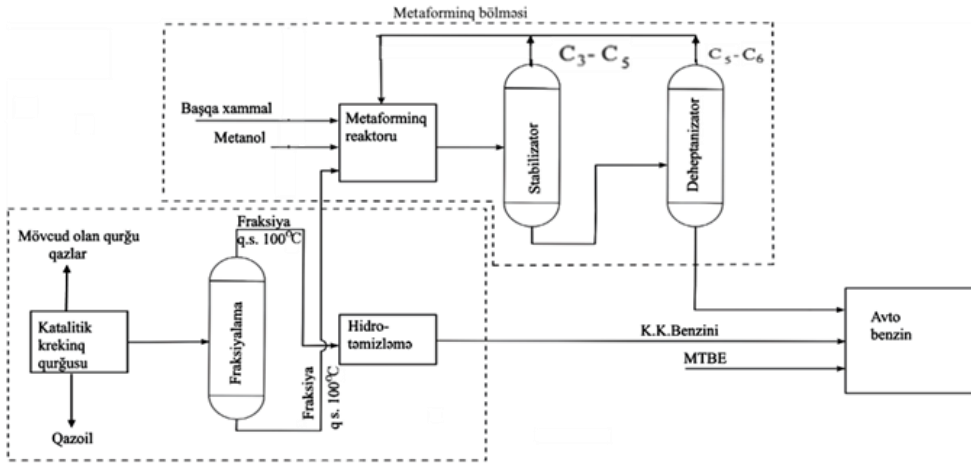 Metaforminq bölməsi
C3- C5
C5-C6
Başqa xammal
Metanol
Metaforminq
reaktoru
Stabilizator
Deheptanizator
Fraksiya
q.s. 100°C
Mövcud olan qurğu
qazlar
Katalitik
krekinq
qurğusu
Fraksiyalama
Fraksiya
q s. 100°C
Hidro-
təmizləmə
K.K.Benzini
MTBE
Avto
benzin
Qazoil